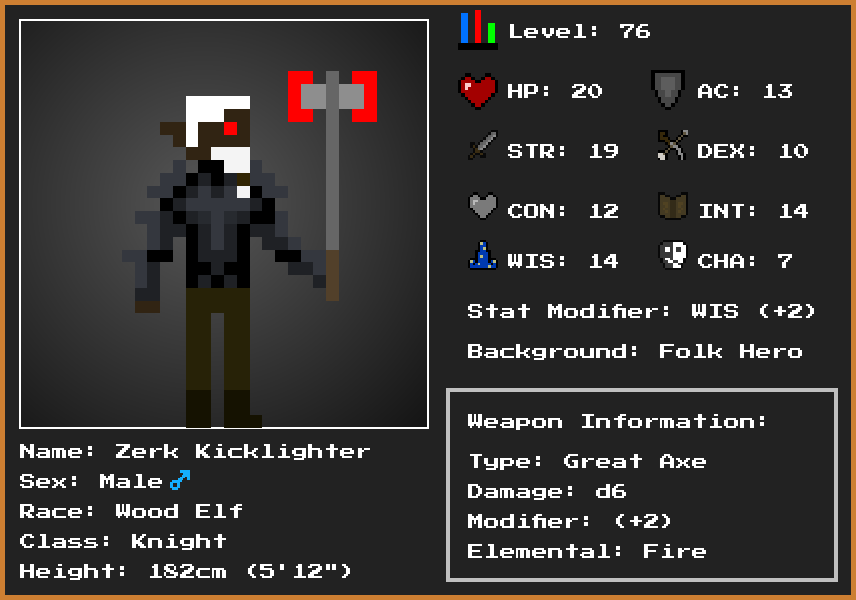 Level: 76
HP: 20
AC: 13
STR: 19
DEX: 10
CON: 12
INT: 14
WIS: 14
CHA: 7
Stat Modifier: WIS (+2)
Background: Folk Hero
Weapon Information:
Type: Great Axe
Damage: d6
Modifier: (+2)
Elemental: Fire
Name: Zerk Kicklighter
Sex: Male ♂
Race: Wood Elf
Class: Knight
Height: 182cm (5'12")